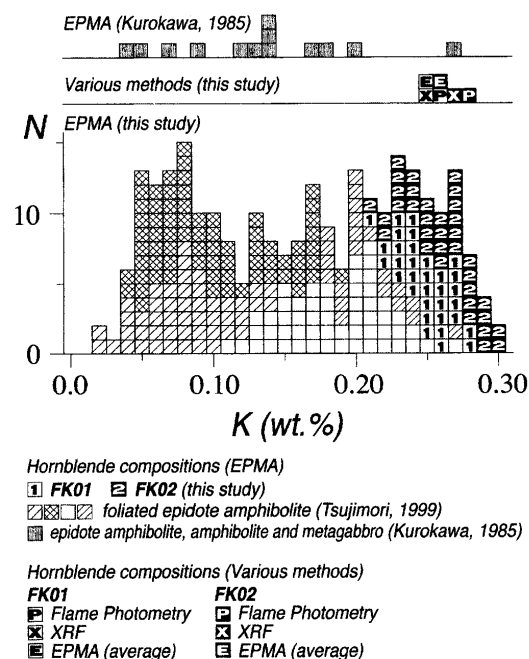 EPMA (Kurokawa, 1985)
Various methods (this study)
E E
X P X P
N EPMA (this study)
10
0
0.0 0.10 0.20 0.30
K (wt.%)
Hornblende compositions (EPMA)
1 FK01 2 FK02 (this study)
foliated epidote amphibolite (Tsujimori, 1999)
epidote amphibolite, amphibolite and metagabbro (Kurokawa, 1985)
Hornblende compositions (Various methods)
FK01 FK02
P Flame Photometry P Flame Photometry
X XRF X XRF
E EPMA (average) E EPMA (average)